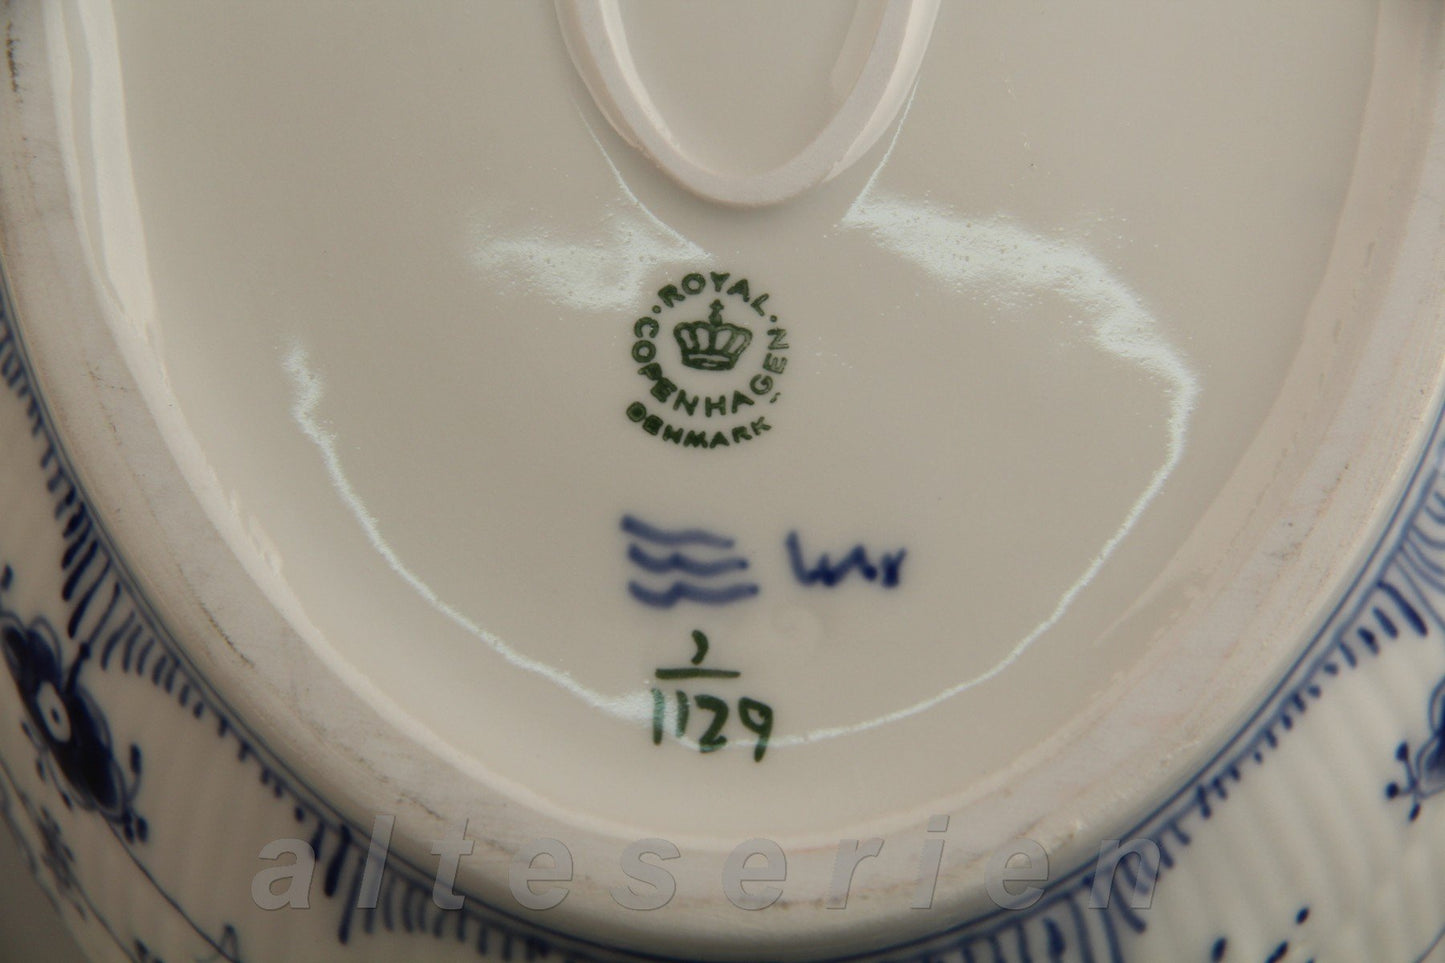 ROYAL
COPENHAGEN
DENMARK
1
1129
alteserien